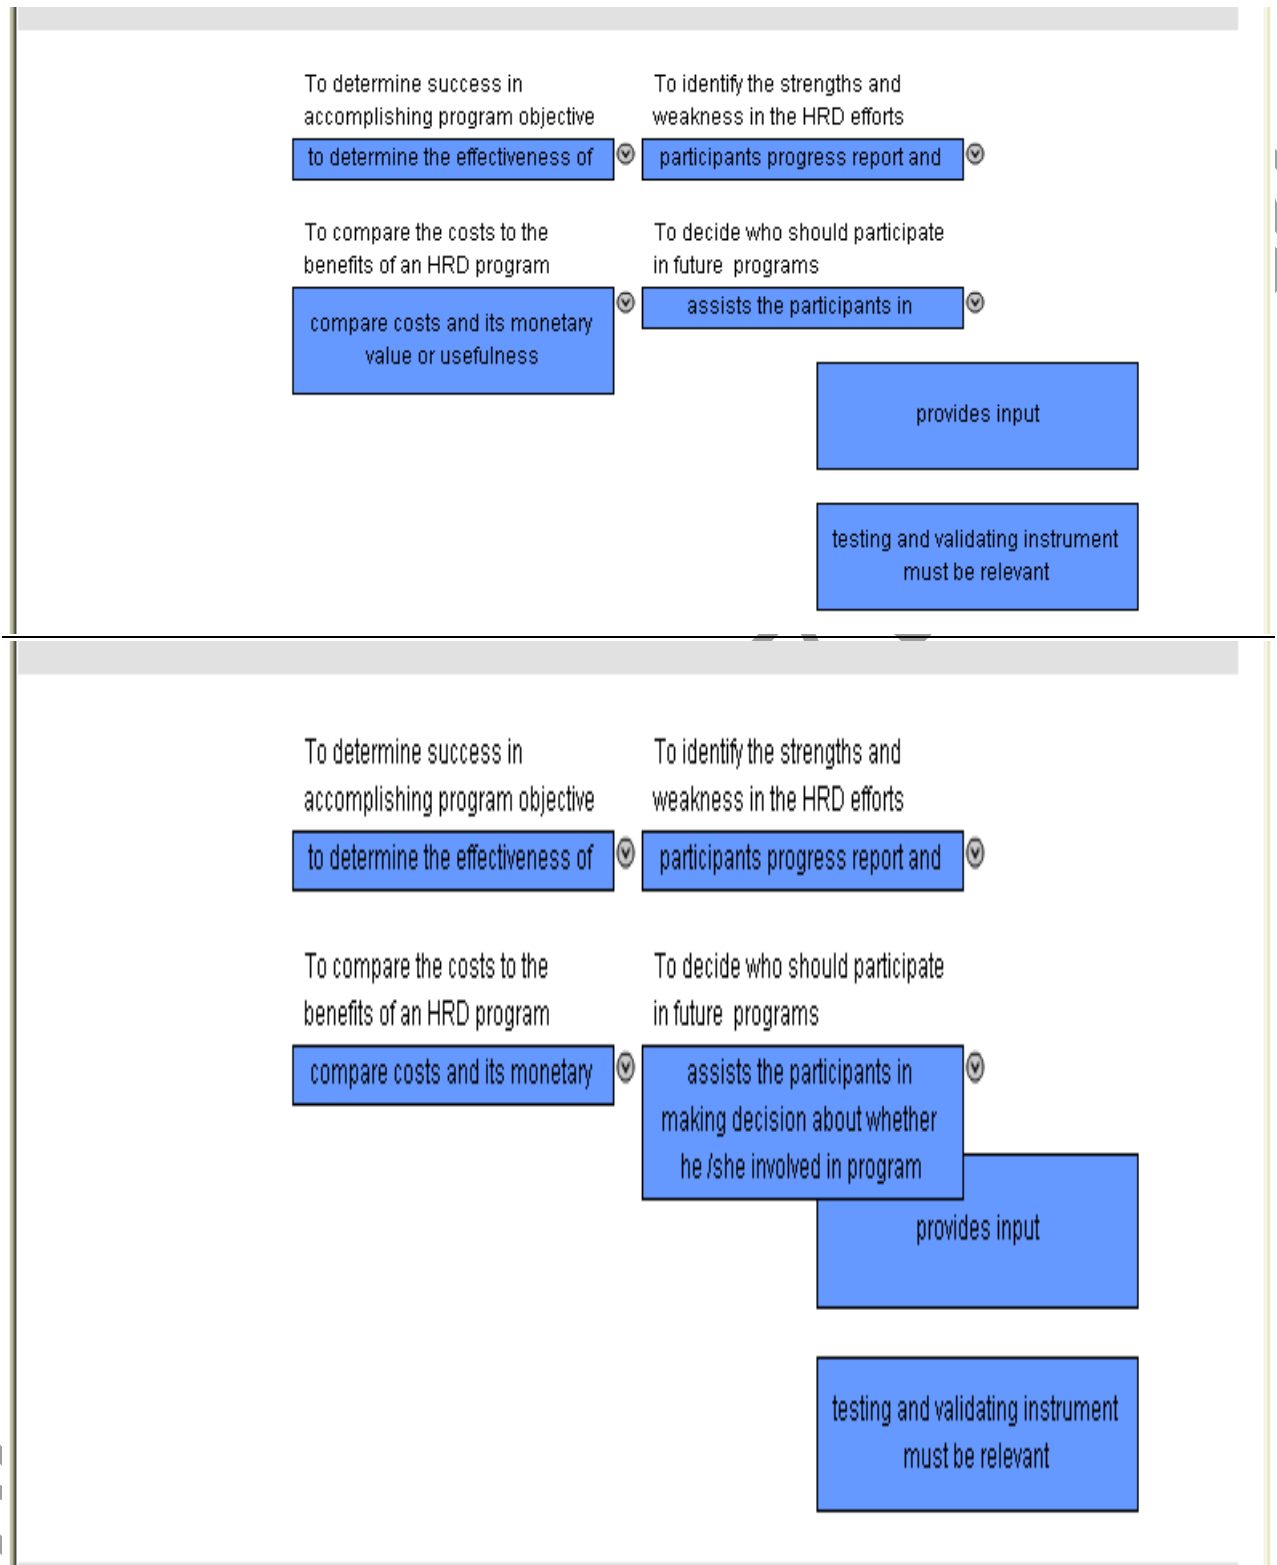 To determine success in
accomplishing program objective
to determine the effectiveness of
To identify the strengths and
weakness in the HRD efforts
participants progress report and
To compare the costs to the
benefits of an HRD program
compare costs and its monetary
value or usefulness
To decide who should participate
in future programs
assists the participants in
provides input
testing and validating instrument
must be relevant
To determine success in
accomplishing program objective
to determine the effectiveness of
To identify the strengths and
weakness in the HRD efforts
participants progress report and
To compare the costs to the
benefits of an HRD program
compare costs and its monetary
To decide who should participate
in future programs
assists the participants in
making decision about whether
he /she involved in program
provides input
testing and validating instrument
must be relevant